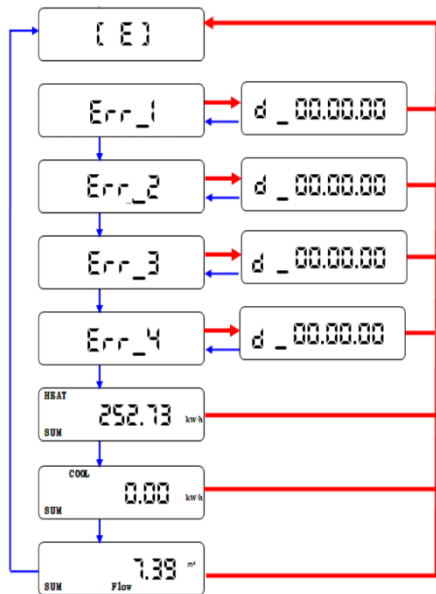 [ E ]
Err_1
d _ 00.00.00
Err_2
d _ 00.00.00
Err_3
d _ 00.00.00
Err_4
d _ 00.00.00
HEAT
252.73 kW·h
SUM
COOL
0.00 kW·h
SUM
7.39 m³
SUM Flow